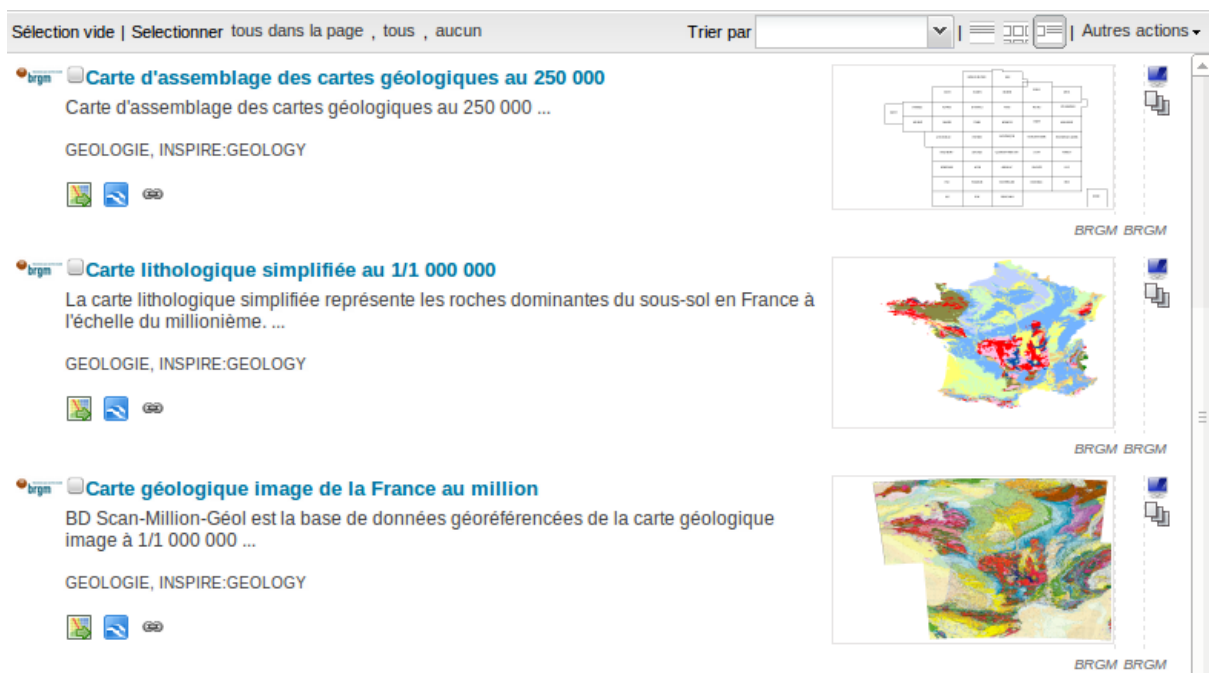 Sélection vide | Selectionner tous dans la page , tous , aucun Trier par | | Autres actions
brgm Carte d'assemblage des cartes géologiques au 250 000
Carte d'assemblage des cartes géologiques au 250 000 ...
GEOLOGIE, INSPIRE:GEOLOGY
BRGM BRGM
brgm Carte lithologique simplifiée au 1/1 000 000
La carte lithologique simplifiée représente les roches dominantes du sous-sol en France à
l'échelle du millionième. ...
GEOLOGIE, INSPIRE:GEOLOGY
BRGM BRGM
brgm Carte géologique image de la France au million
BD Scan-Million-Géol est la base de données géoréférencées de la carte géologique
image à 1/1 000 000 ...
GEOLOGIE, INSPIRE:GEOLOGY
BRGM BRGM